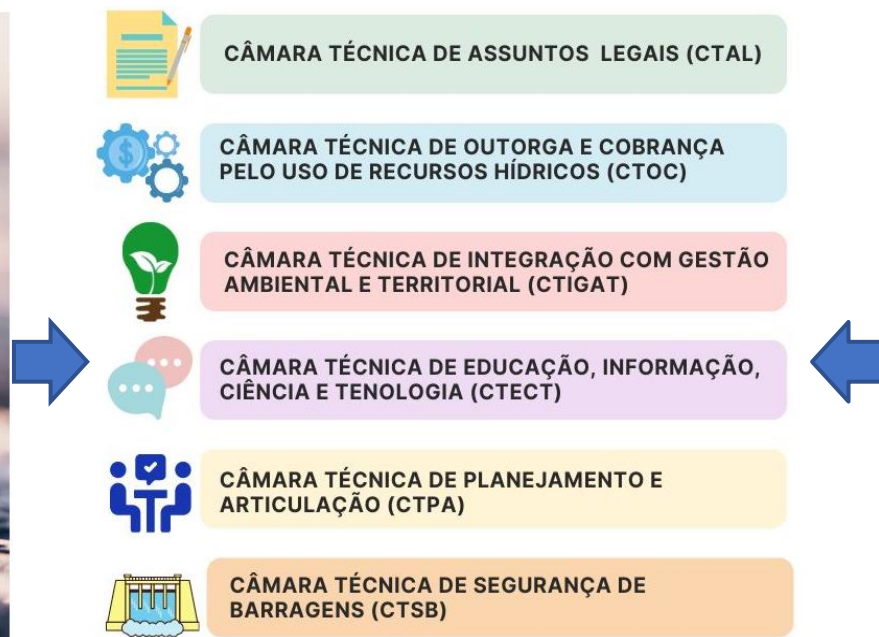 CÂMARA TÉCNICA DE ASSUNTOS LEGAIS (CTAL)
CÂMARA TÉCNICA DE OUTORGA E COBRANÇA
PELO USO DE RECURSOS HÍDRICOS (CTOC)
CÂMARA TÉCNICA DE INTEGRAÇÃO COM GESTÃO
AMBIENTAL E TERRITORIAL (CTIGAT)
CÂMARA TÉCNICA DE EDUCAÇÃO, INFORMAÇÃO,
CIÊNCIA E TENOLOGIA (CTECT)
CÂMARA TÉCNICA DE PLANEJAMENTO E
ARTICULAÇÃO (CTPA)
CÂMARA TÉCNICA DE SEGURANÇA DE
BARRAGENS (CTSB)